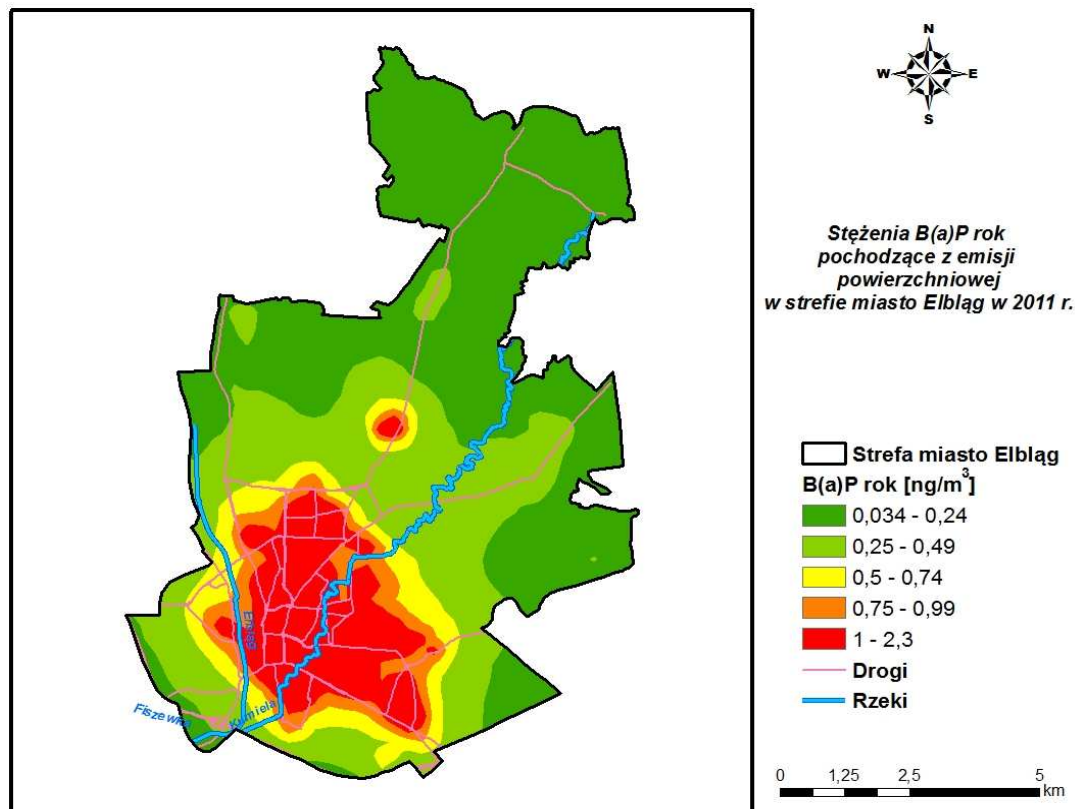 N
W E
S
Stężenia B(a)P rok
pochodzące z emisji
powierzchniowej
w strefie miasto Elbląg w 2011 r.
Strefa miasto Elbląg
B(a)P rok [ng/m³]
0,034 - 0,24
0,25 - 0,49
0,5 - 0,74
0,75 - 0,99
1 - 2,3
Drogi
Rzeki
0 1,25 2,5 5
km
Elbląg
Fiszewka
Kumiela